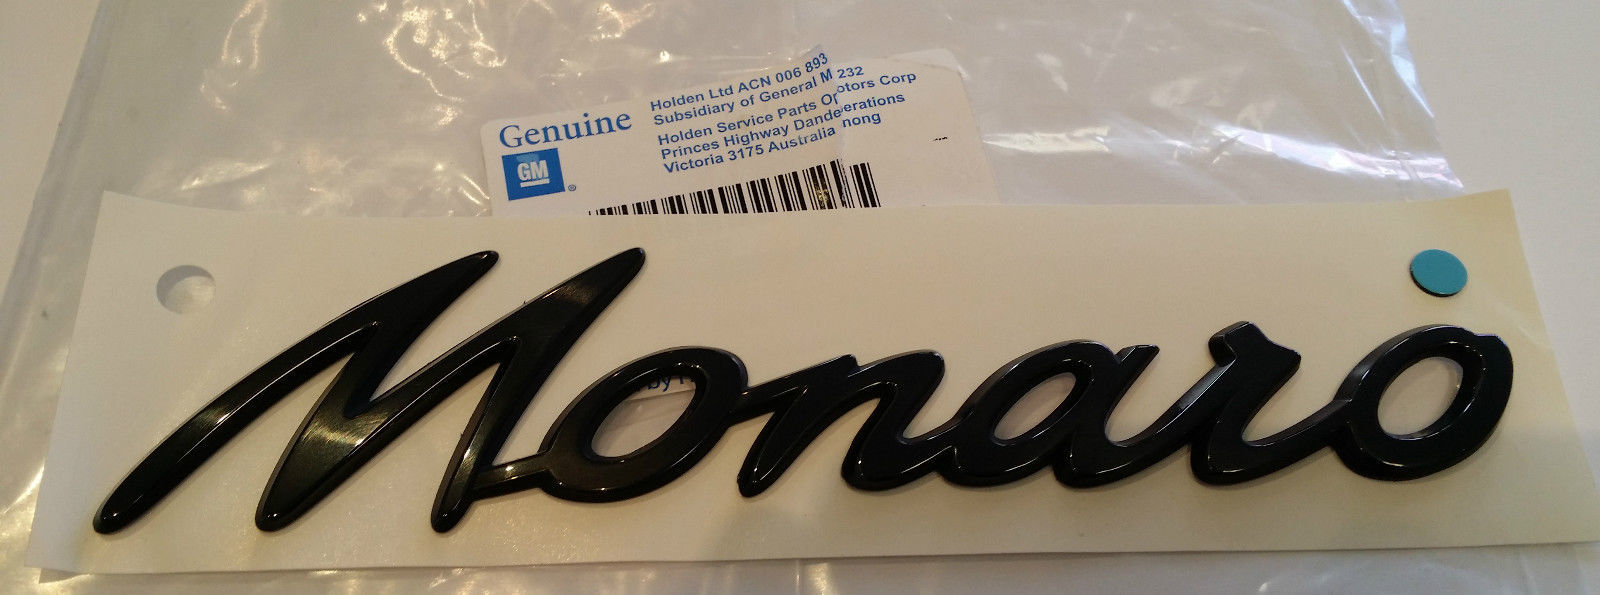 Genuine
GM
®
Holden Ltd ACN 006 893 232
Subsidiary of General Motors Corp
Holden Service Parts Operations
Princes Highway Dandenong
Victoria 3175 Australia
by
Monaro